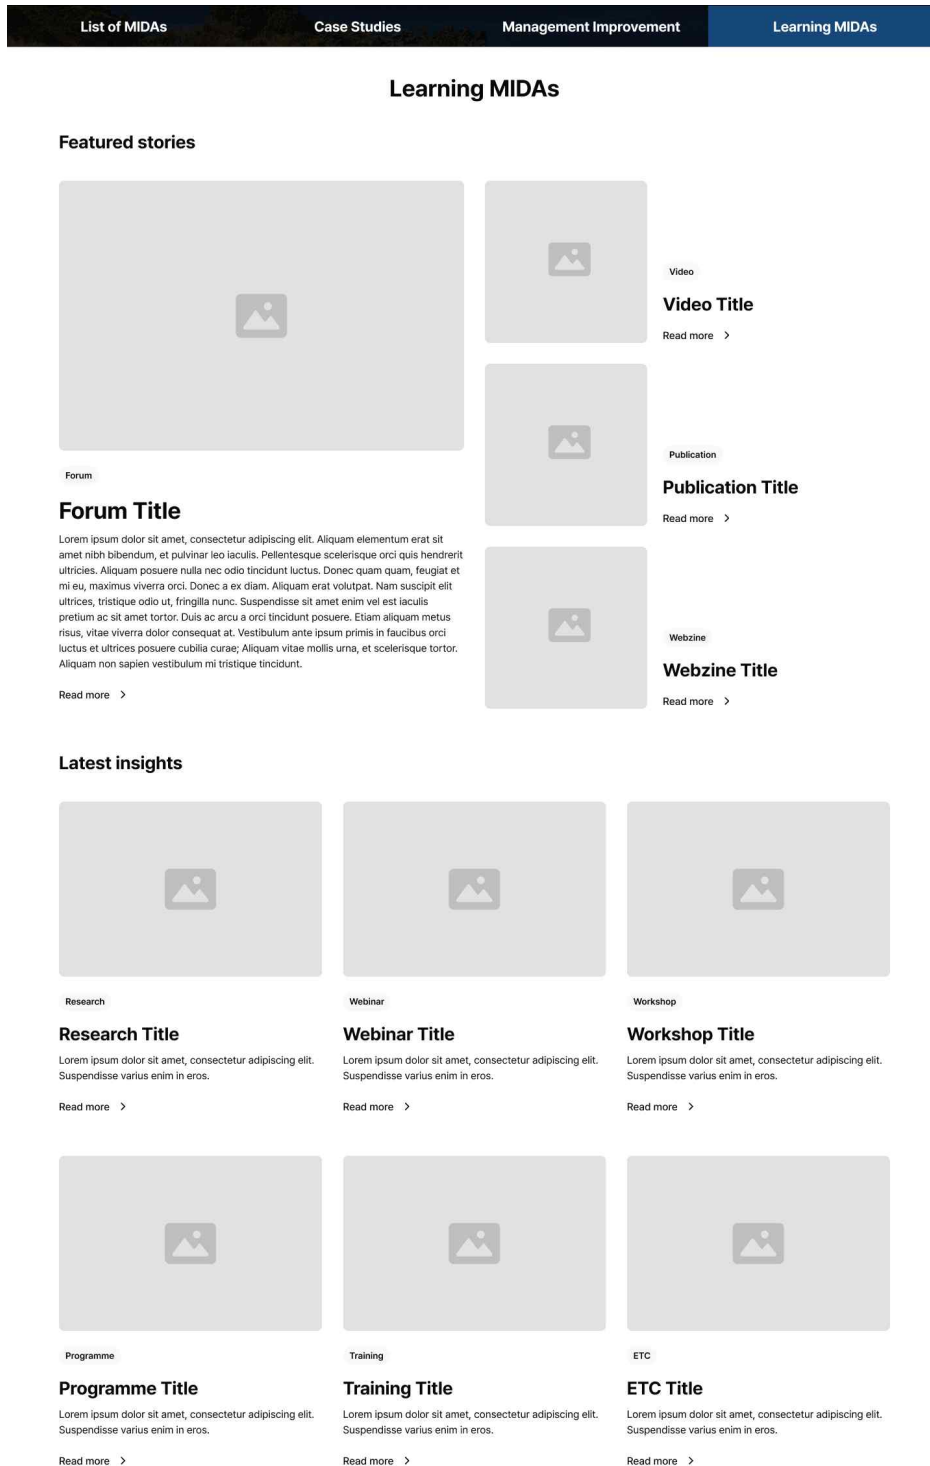 List of MIDAs
Case Studies
Management Improvement
Learning MIDAs
Learning MIDAs
Featured stories
Forum
Forum Title
Lorem ipsum dolor sit amet, consectetur adipiscing elit. Aliquam elementum erat sit
amet nibh bibendum, et pulvinar leo iaculis. Pellentesque scelerisque orci quis hendrerit
ultricies. Aliquam posuere nulla nec odio tincidunt luctus. Donec quam quam, feugiat et
mi eu, maximus viverra orci. Donec a ex diam. Aliquam erat volutpat. Nam suscipit elit
ultrices, tristique odio ut, fringilla nunc. Suspendisse sit amet enim vel est iaculis
pretium ac sit amet tortor. Duis ac arcu a orci tincidunt posuere. Etiam aliquam metus
risus, vitae viverra dolor consequat at. Vestibulum ante ipsum primis in faucibus orci
luctus et ultrices posuere cubilia curae; Aliquam vitae mollis urna, et scelerisque tortor.
Aliquam non sapien vestibulum mi tristique tincidunt.
Read more
Video
Video Title
Read more
Publication
Publication Title
Read more
Webzine
Webzine Title
Read more
Latest insights
Research
Research Title
Lorem ipsum dolor sit amet, consectetur adipiscing elit.
Suspendisse varius enim in eros.
Read more
Webinar
Webinar Title
Lorem ipsum dolor sit amet, consectetur adipiscing elit.
Suspendisse varius enim in eros.
Read more
Workshop
Workshop Title
Lorem ipsum dolor sit amet, consectetur adipiscing elit.
Suspendisse varius enim in eros.
Read more
Programme
Programme Title
Lorem ipsum dolor sit amet, consectetur adipiscing elit.
Suspendisse varius enim in eros.
Read more
Training
Training Title
Lorem ipsum dolor sit amet, consectetur adipiscing elit.
Suspendisse varius enim in eros.
Read more
ETC
ETC Title
Lorem ipsum dolor sit amet, consectetur adipiscing elit.
Suspendisse varius enim in eros.
Read more